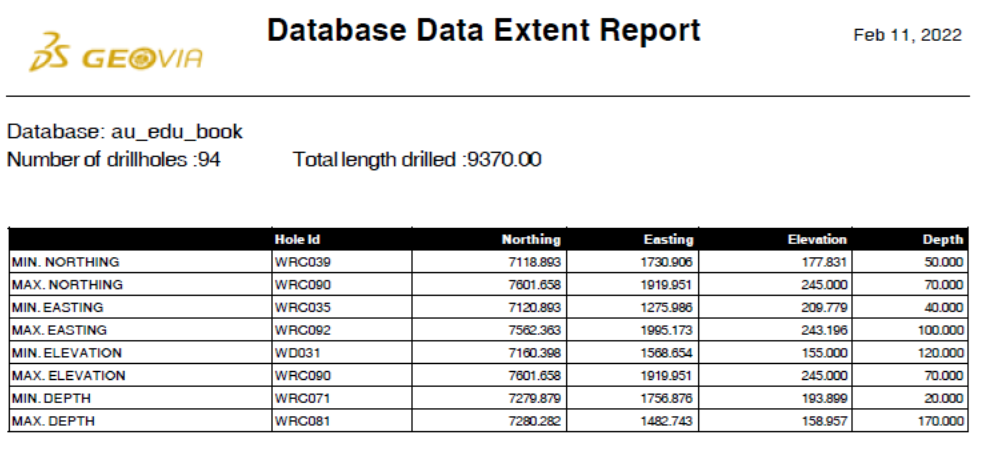 Database Data Extent Report
Feb 11, 2022
3S GEOVIA
Database: au_edu_book
Number of drillholes :94 Total length drilled :9370.00
Hole Id Northing Easting Elevation Depth
MIN. NORTHING WRC039 7118.893 1730.906 177.831 50.000
MAX. NORTHING WRC090 7601.658 1919.951 245.000 70.000
MIN. EASTING WRC035 7120.893 1275.986 209.779 40.000
MAX. EASTING WRC092 7562.363 1995.173 243.196 100.000
MIN. ELEVATION WD031 7160.398 1568.654 155.000 120.000
MAX. ELEVATION WRC090 7601.658 1919.951 245.000 70.000
MIN. DEPTH WRC071 7279.879 1756.876 193.899 20.000
MAX. DEPTH WRC081 7280.282 1482.743 158.957 170.000